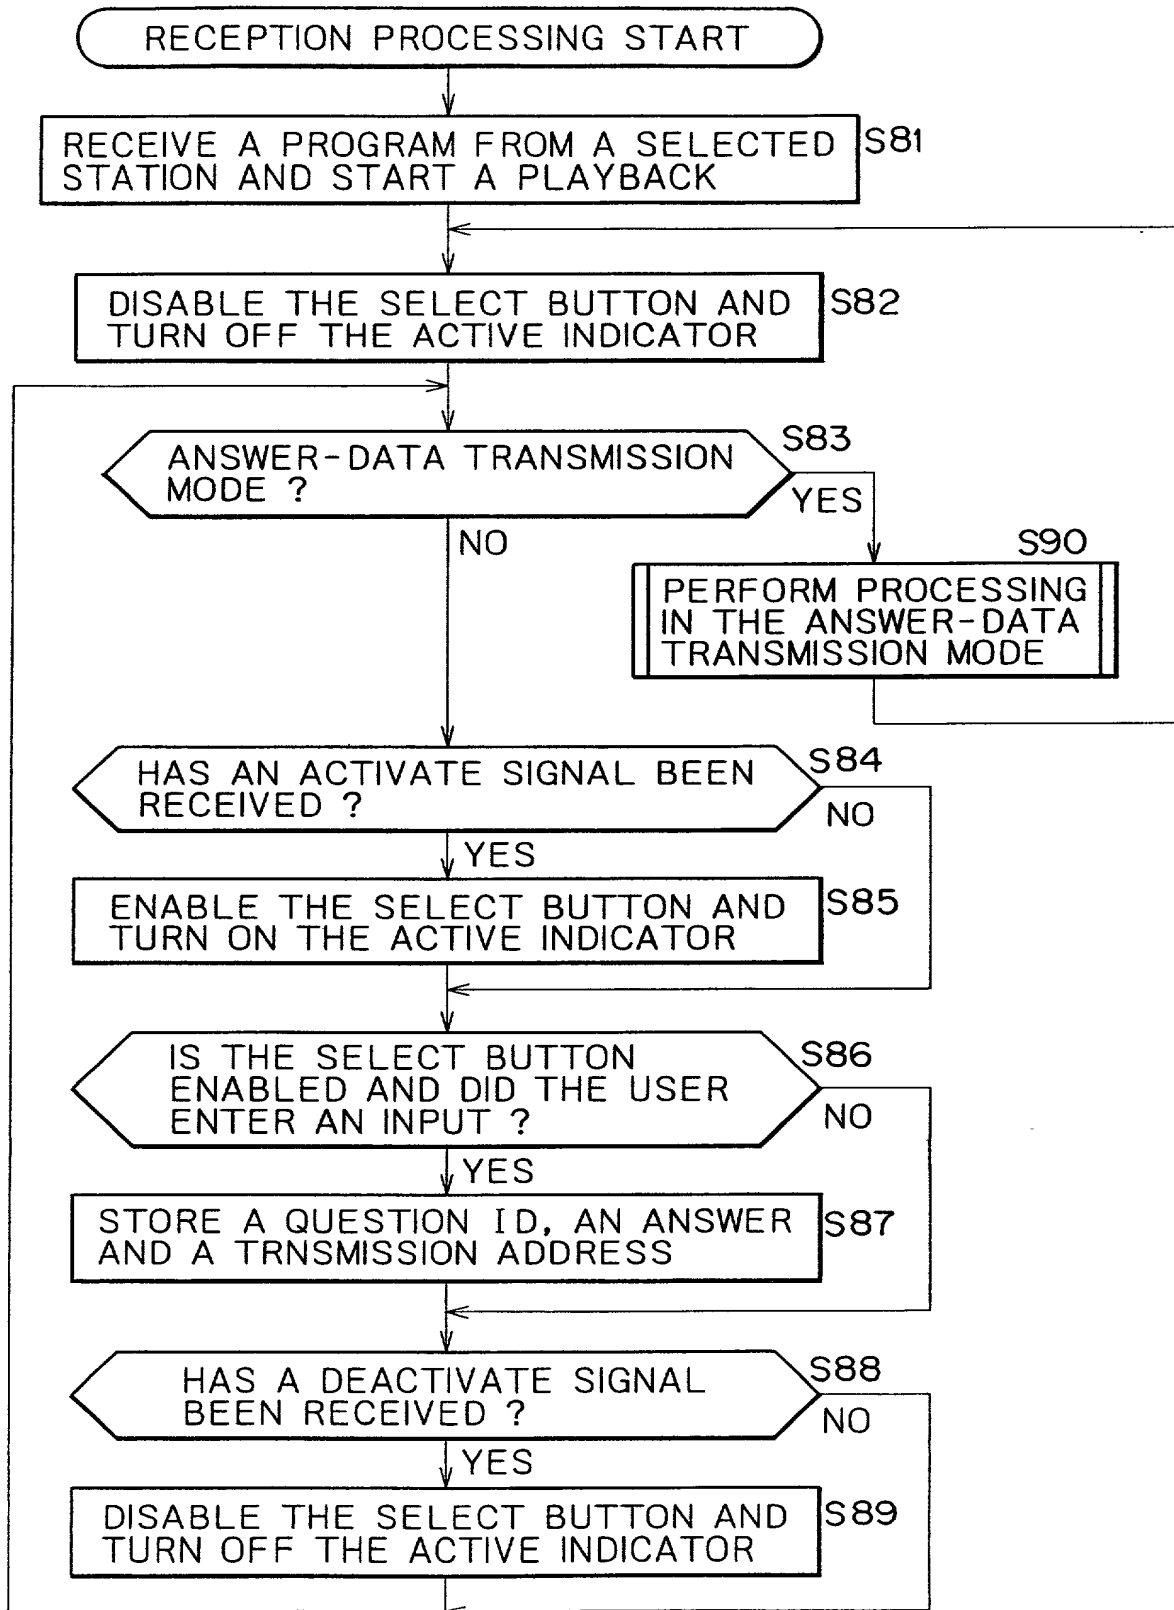 RECEPTION PROCESSING START
RECEIVE A PROGRAM FROM A SELECTED
STATION AND START A PLAYBACK
S81
DISABLE THE SELECT BUTTON AND
TURN OFF THE ACTIVE INDICATOR
S82
ANSWER-DATA TRANSMISSION
MODE ?
S83
YES
NO
S90
PERFORM PROCESSING
IN THE ANSWER-DATA
TRANSMISSION MODE
HAS AN ACTIVATE SIGNAL BEEN
RECEIVED ?
S84
NO
YES
ENABLE THE SELECT BUTTON AND
TURN ON THE ACTIVE INDICATOR
S85
IS THE SELECT BUTTON
ENABLED AND DID THE USER
ENTER AN INPUT ?
S86
NO
YES
STORE A QUESTION ID, AN ANSWER
AND A TRNSMISSION ADDRESS
S87
HAS A DEACTIVATE SIGNAL
BEEN RECEIVED ?
S88
NO
YES
DISABLE THE SELECT BUTTON AND
TURN OFF THE ACTIVE INDICATOR
S89